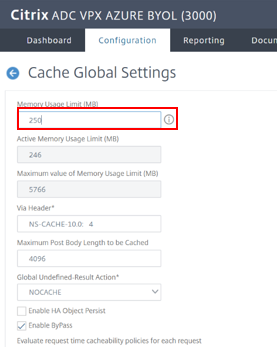 Citrix ADC VPX AZURE BYOL (3000)
Dashboard Configuration Reporting Docum
Cache Global Settings
Memory Usage Limit (MB)
250
Active Memory Usage Limit (MB)
246
Maximum value of Memory Usage Limit (MB)
5766
Via Header*
NS-CACHE-10.0: 4
Maximum Post Body Length to be Cached
4096
Global Undefined-Result Action*
NOCACHE
Enable HA Object Persist
Enable ByPass
Evaluate request time cacheability policies for each request